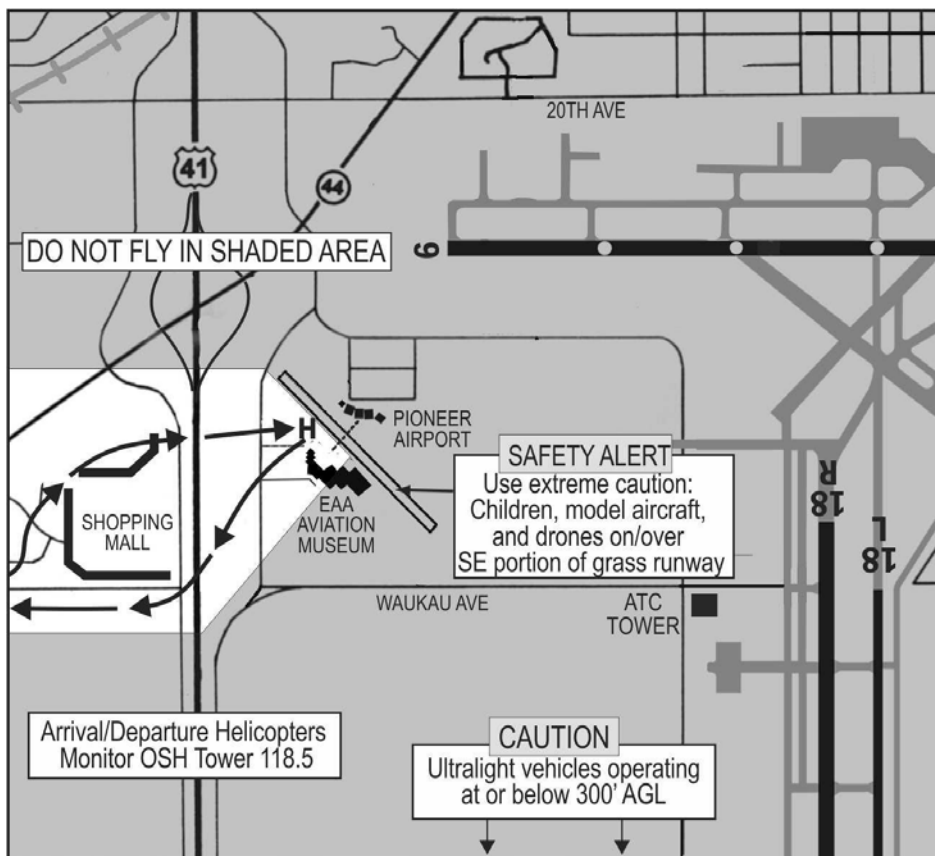 20TH AVE
41
44
DO NOT FLY IN SHADED AREA
9
H
PIONEER
AIRPORT
SAFETY ALERT
Use extreme caution:
Children, model aircraft,
and drones on/over
SE portion of grass runway
SHOPPING
MALL
EAA
AVIATION
MUSEUM
18
R
18
L
WAUKAU AVE
ATC
TOWER
Arrival/Departure Helicopters
Monitor OSH Tower 118.5
CAUTION
Ultralight vehicles operating
at or below 300' AGL